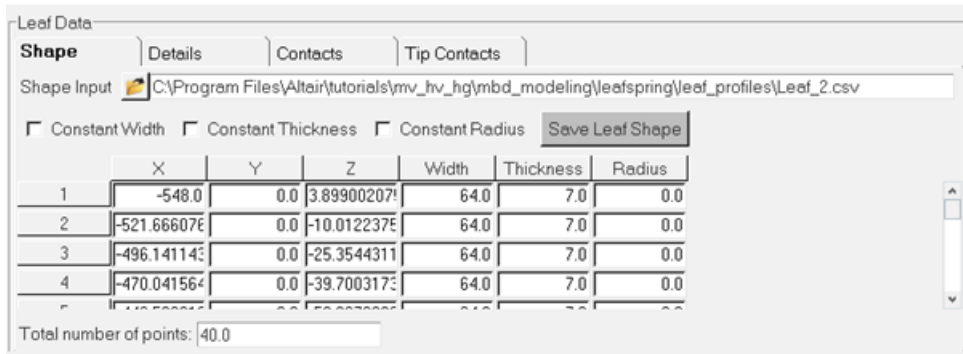 Leaf Data
Shape Details Contacts Tip Contacts
Shape Input C:\Program Files\Altair\tutorials\mv_hv_hg\mbd_modeling\leafspring\leaf_profiles\Leaf_2.csv
Constant Width Constant Thickness Constant Radius Save Leaf Shape
X Y Z Width Thickness Radius
1 -548.0 0.0 3.899002079 64.0 7.0 0.0
2 -521.666076 0.0 -10.0122375 64.0 7.0 0.0
3 -496.141143 0.0 -25.3544311 64.0 7.0 0.0
4 -470.041564 0.0 -39.7003173 64.0 7.0 0.0
Total number of points: 40.0